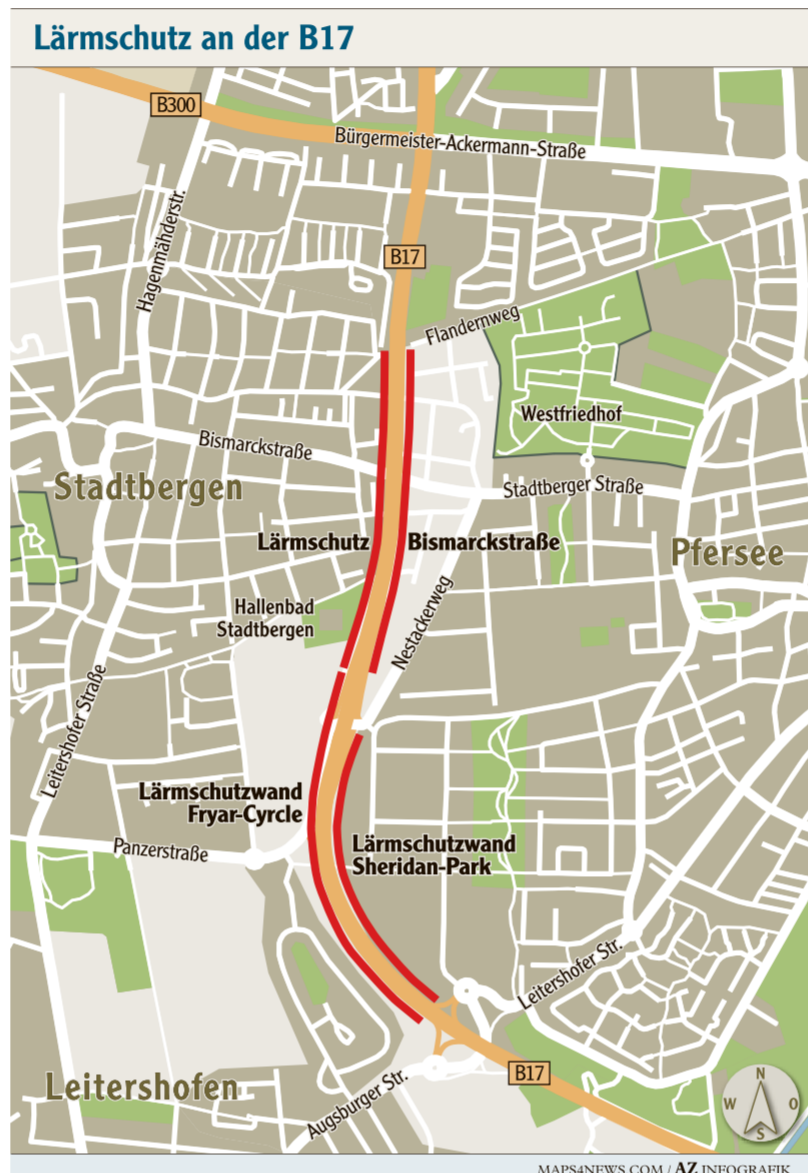 Lärmschutz an der B17
B300
Bürgermeister-Ackermann-Straße
Hagenmähderstr.
B17
Flandernweg
Westfriedhof
Bismarckstraße
Stadtbergen
Stadtberger Straße
Lärmschutz
Bismarckstraße
Pfersee
Hallenbad
Stadtbergen
Nestackerweg
Leitershofer Straße
Lärmschutzwand
Fryar-Cyrcle
Panzerstraße
Lärmschutzwand
Sheridan-Park
Leitershofer Str.
Leitershofen
Augsburger Str.
B17
N
W
O
S
MAPS4NEWS.COM / AZ INFOGRAFIK